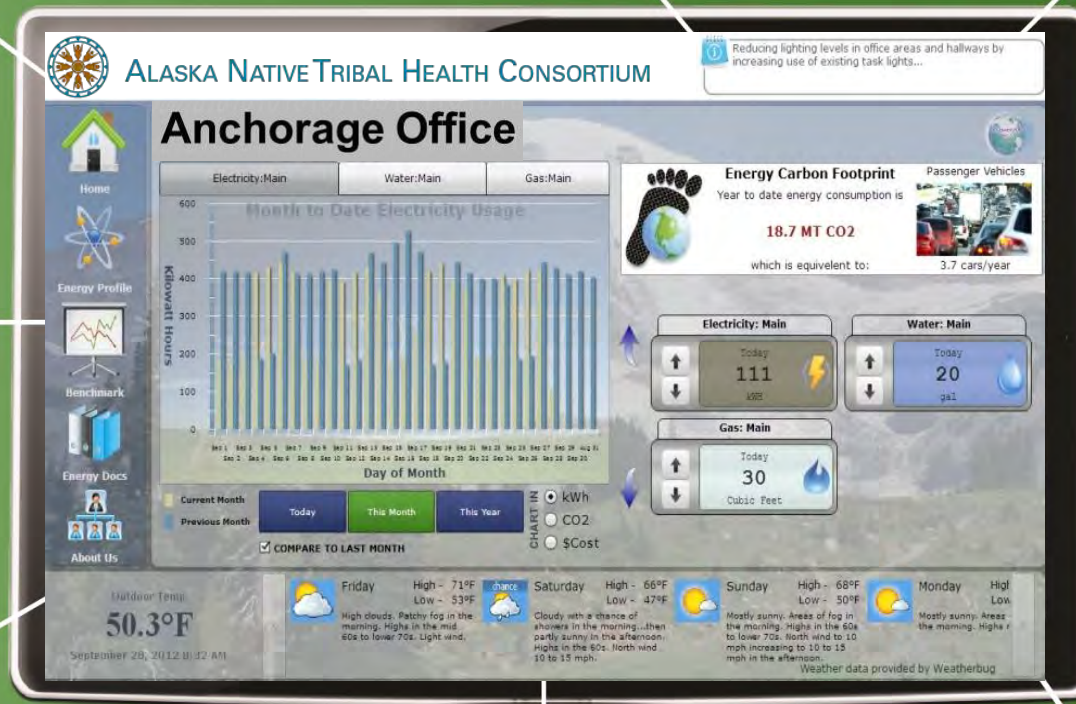 Reducing lighting levels in office areas and hallways by
increasing use of existing task lights...
ALASKA NATIVE TRIBAL HEALTH CONSORTIUM
Anchorage Office
Home
Energy Profile
Benchmark
Energy Docs
About Us
Electricity:Main
Water:Main
Gas:Main
Month to Date Electricity Usage
600
500
400
300
200
100
0
Kilowatt Hours
Day of Month
Current Month
Previous Month
Today
This Month
This Year
COMPARE TO LAST MONTH
CHART IN
kWh
CO2
$Cost
Energy Carbon Footprint
Year to date energy consumption is
18.7 MT CO2
which is equivelent to:
Passenger Vehicles
3.7 cars/year
Electricity: Main
Today
111
kWH
Water: Main
Today
20
gal
Gas: Main
Today
30
Cubic Feet
Outdoor Temp
50.3°F
September 28, 2012 8:32 AM
Friday
High - 71°F
Low - 53°F
High clouds. Patchy fog in the
morning. Highs in the mid
60s to lower 70s. Light wind.
chance
Saturday
High - 66°F
Low - 47°F
Cloudy with a chance of
showers in the morning...then
partly sunny in the afternoon.
Highs in the 60s. North wind
10 to 15 mph.
Sunday
High - 68°F
Low - 50°F
Mostly sunny. Areas of fog in
the morning. Highs in the 60s
to lower 70s. North wind to 10
mph increasing to 10 to 15
mph in the afternoon.
Monday
Low
Mostly sunny. Areas
the morning. Highs
Weather data provided by Weatherbug